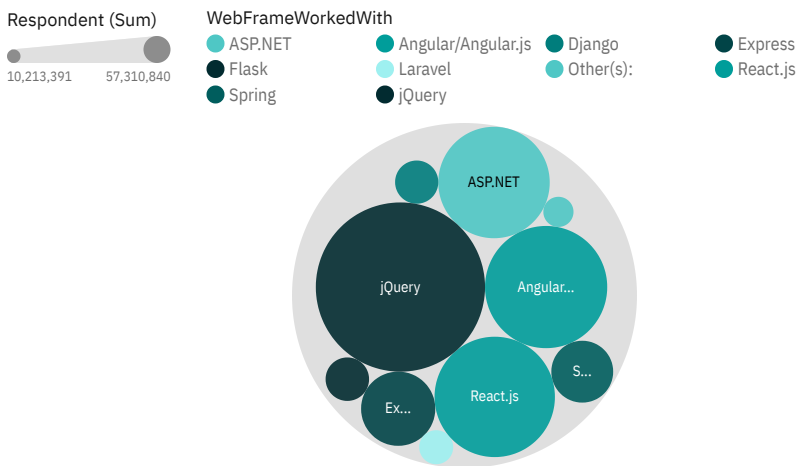 Respondent (Sum)
10,213,391 57,310,840
WebFrameWorkedWith
ASP.NET Angular/Angular.js Django Express
Flask Laravel Other(s): React.js
Spring jQuery
ASP.NET
jQuery
Angular...
S...
React.js
Ex...